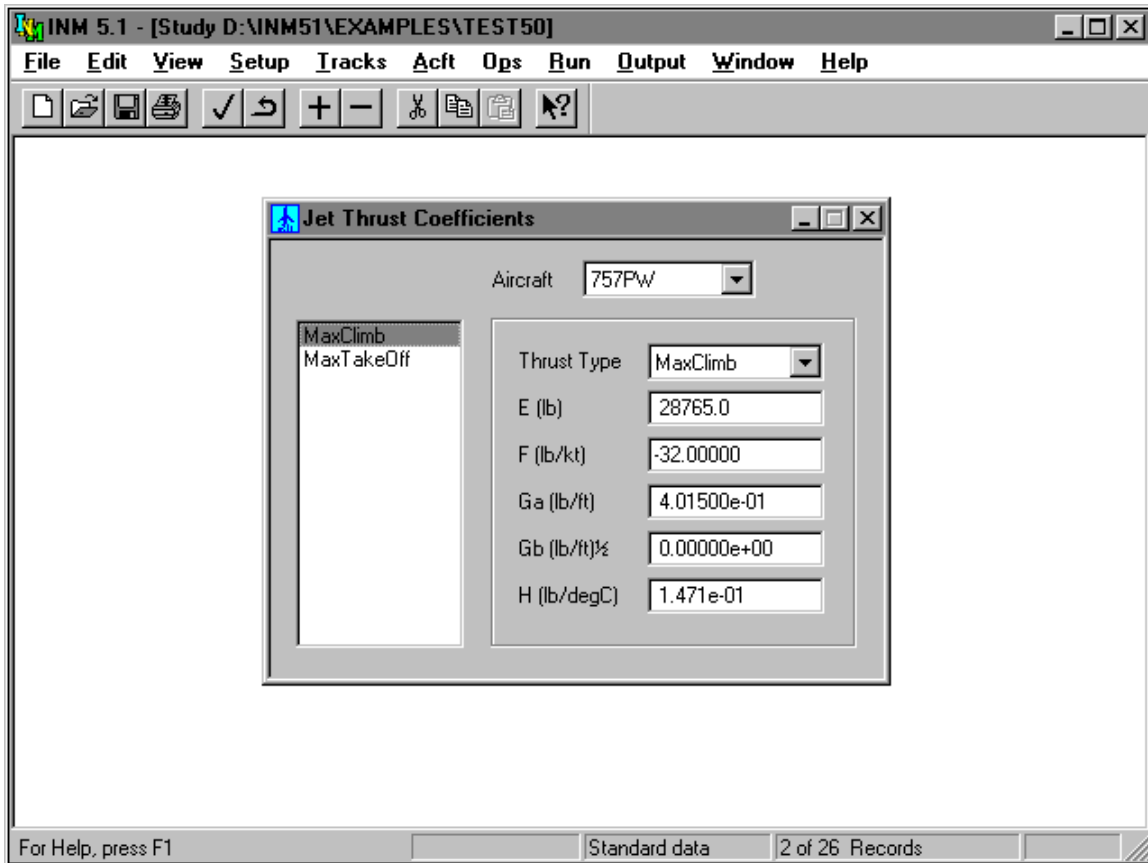 INM 5.1 - [Study D:\INM51\EXAMPLES\TEST50]
File Edit View Setup Tracks Acft Ops Run Output Window Help
Jet Thrust Coefficients
Aircraft 757PW
MaxClimb
MaxTakeOff
Thrust Type MaxClimb
E (lb) 28765.0
F (lb/kt) -32.00000
Ga (lb/ft) 4.01500e-01
Gb (lb/ft)½ 0.00000e+00
H (lb/degC) 1.471e-01
For Help, press F1 Standard data 2 of 26 Records